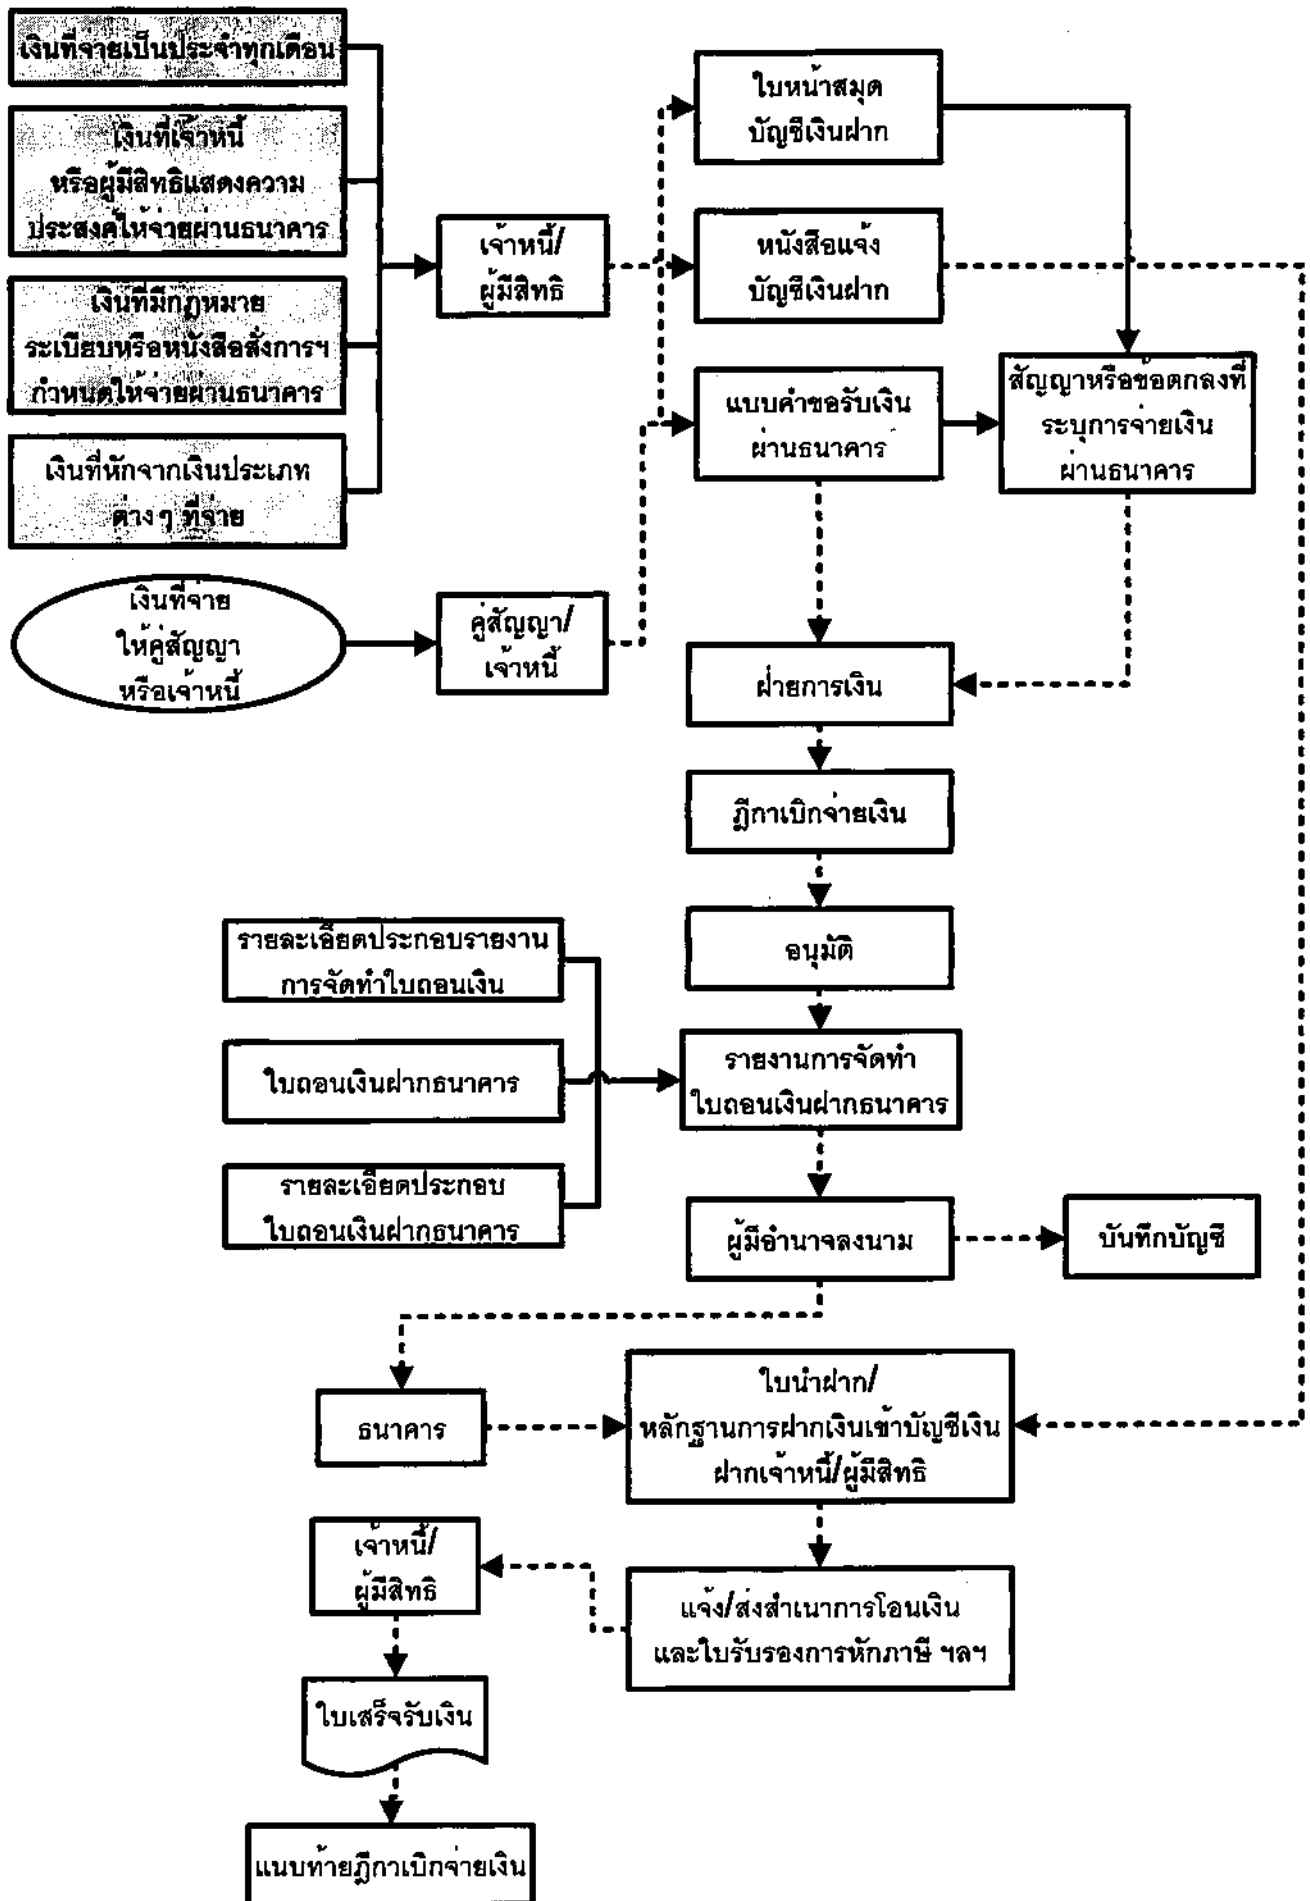 เงินที่จ่ายเป็นประจำทุกเดือน
เงินที่เจ้าหนี้
หรือผู้มีสิทธิแสดงความ
ประสงค์ให้จ่ายผ่านธนาคาร
เงินที่มีกฎหมาย
ระเบียบหรือหนังสือสั่งการฯ
กำหนดให้จ่ายผ่านธนาคาร
เงินที่หักจากเงินประเภท
ต่างๆ ที่จ่าย
เงินที่จ่าย
ให้คู่สัญญา
หรือเจ้าหนี้
เจ้าหนี้/
ผู้มีสิทธิ
คู่สัญญา/
เจ้าหนี้
ใบหน้าสมุด
บัญชีเงินฝาก
หนังสือแจ้ง
บัญชีเงินฝาก
แบบคำขอรับเงิน
ผ่านธนาคาร
สัญญาหรือข้อตกลงที่
ระบุการจ่ายเงิน
ผ่านธนาคาร
ฝ่ายการเงิน
ฎีกาเบิกจ่ายเงิน
อนุมัติ
รายละเอียดประกอบรายงาน
การจัดทำใบถอนเงิน
ใบถอนเงินฝากธนาคาร
รายละเอียดประกอบ
ใบถอนเงินฝากธนาคาร
รายงานการจัดทำ
ใบถอนเงินฝากธนาคาร
ผู้มีอำนาจลงนาม
บันทึกบัญชี
ธนาคาร
ใบนำฝาก/
หลักฐานการฝากเงินเข้าบัญชีเงิน
ฝากเจ้าหนี้/ผู้มีสิทธิ
แจ้ง/ส่งสำเนาการโอนเงิน
และใบรับรองการหักภาษี ฯลฯ
เจ้าหนี้/
ผู้มีสิทธิ
ใบเสร็จรับเงิน
แนบท้ายฎีกาเบิกจ่ายเงิน